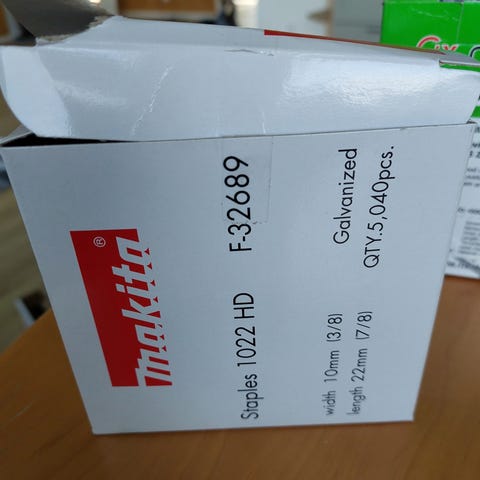 makita®
Staples 1022 HD F-32689
width 10mm (3/8) Galvanized
length 22mm (7/8) QTY.5,040pcs.